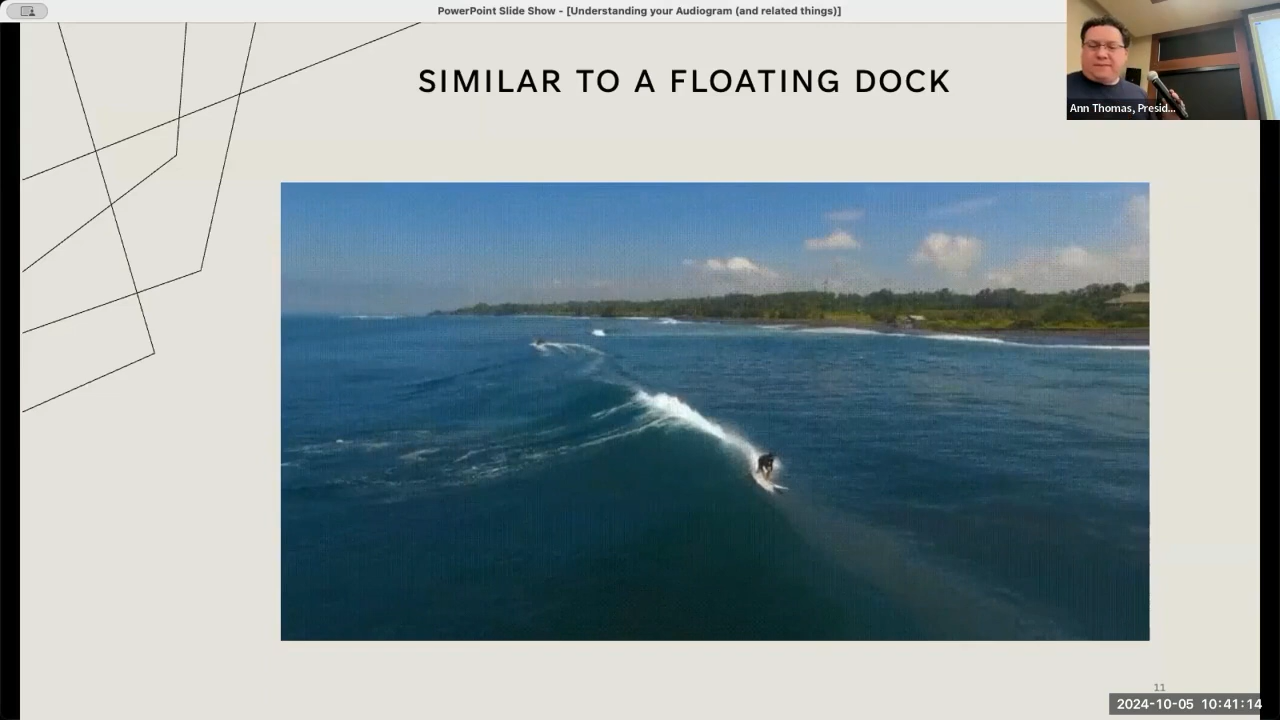 PowerPoint Slide Show - [Understanding your Audiogram (and related things)]
SIMILAR TO A FLOATING DOCK
Ann Thomas, Presid...
11
2024-10-05 10:41:14